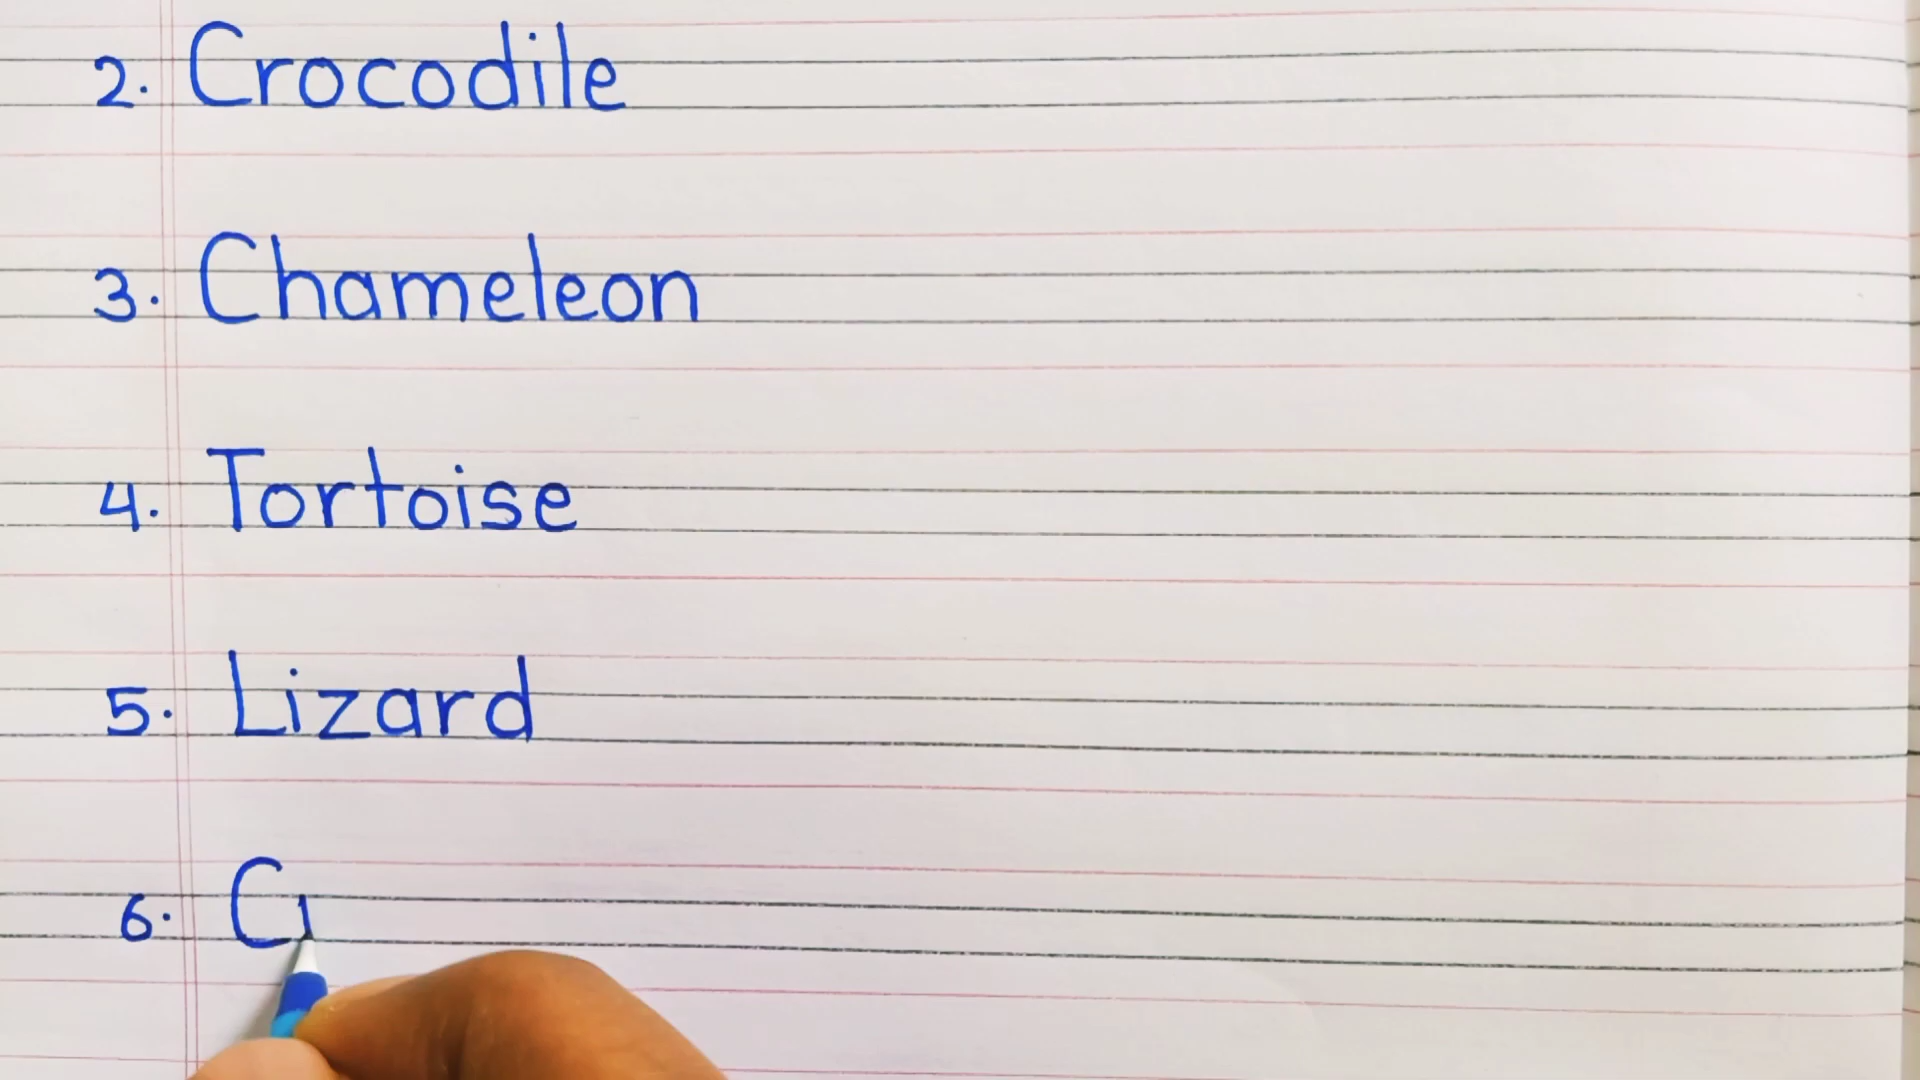 2. Crocodile
3. Chameleon
4. Tortoise
5. Lizard
6. C